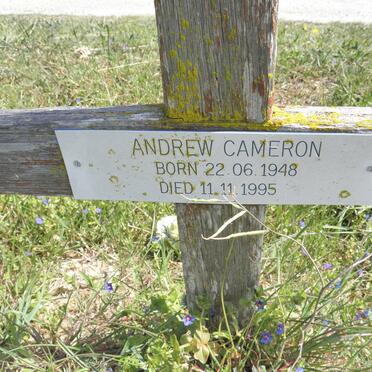 ANDREW CAMERON
BORN 22.06.1948
DIED 11.11.1995